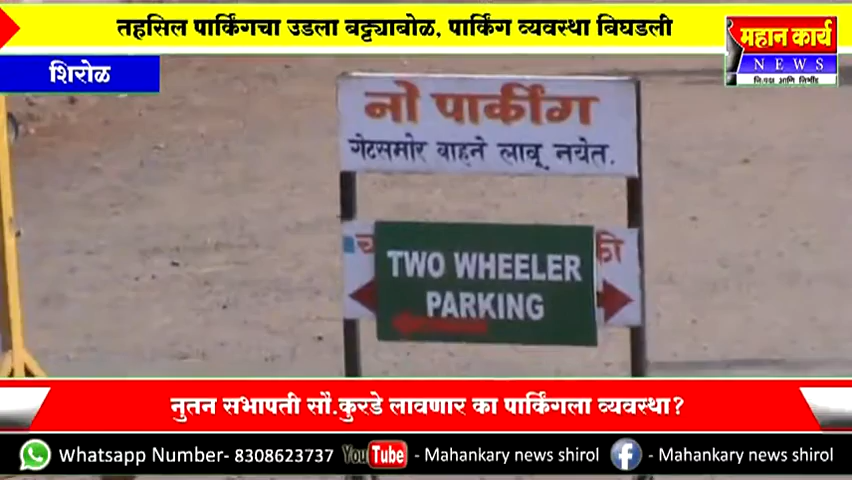 तहसिल पार्किंगचा उडला बट्ट्याबोळ, पार्किंग व्यवस्था बिघडली
महान कार्य
NEWS
शिरोळ
नो पार्कींग
गेटसमोर वाहने लावू नयेत.
TWO WHEELER
PARKING
नुतन सभापती सौ.कुरडे लावणार का पार्किंगला व्यवस्था?
Whatsapp Number- 8308623737 YouTube - Mahankary news shirol f - Mahankary news shirol